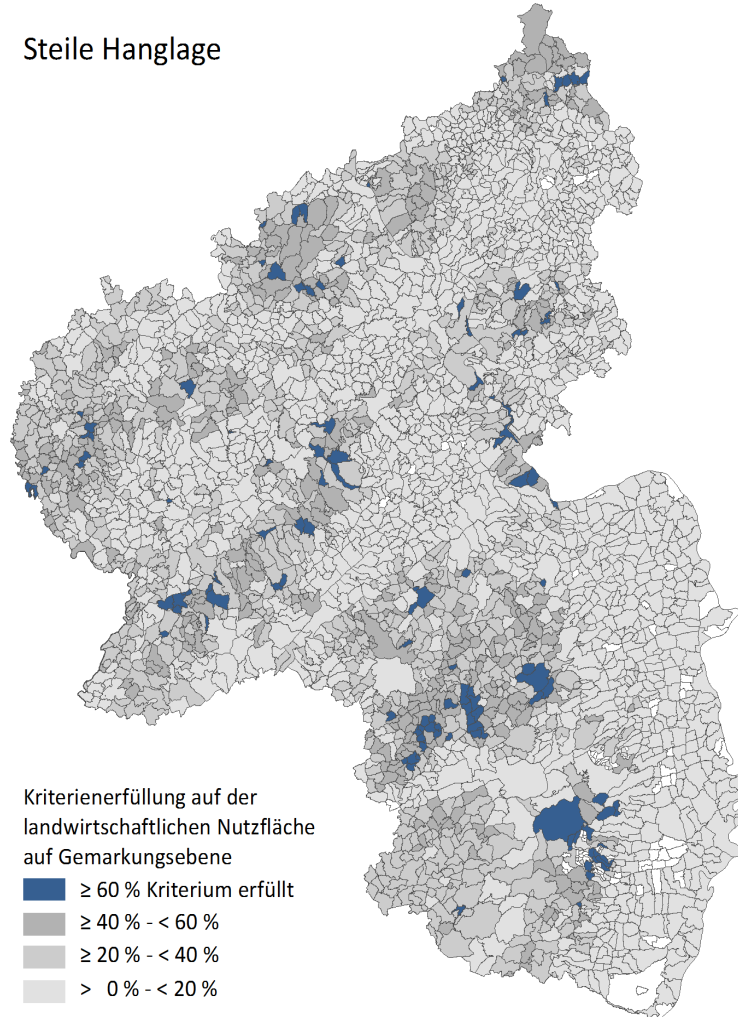 Steile Hanglage
Kriterienerfüllung auf der
landwirtschaftlichen Nutzfläche
auf Gemarkungsebene
≥ 60 % Kriterium erfüllt
≥ 40 % - < 60 %
≥ 20 % - < 40 %
> 0 % - < 20 %